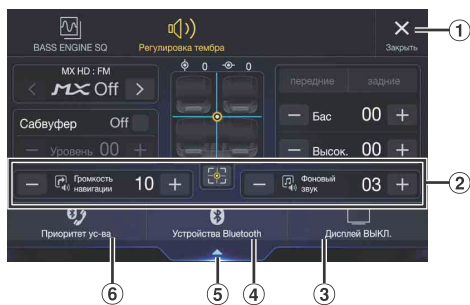 BASS ENGINE SQ
Регулировка тембра
Закрыть
①
MX HD : FM
MX Off
0 0
передние задние
Бас 00
Сабвуфер Off
Уровень 00
Высок. 00
Громкость навигации 10
Фоновый звук 03
②
Приоритет ус-ва
Устройства Bluetooth
Дисплей ВЫКЛ.
⑥ ⑤ ④ ③